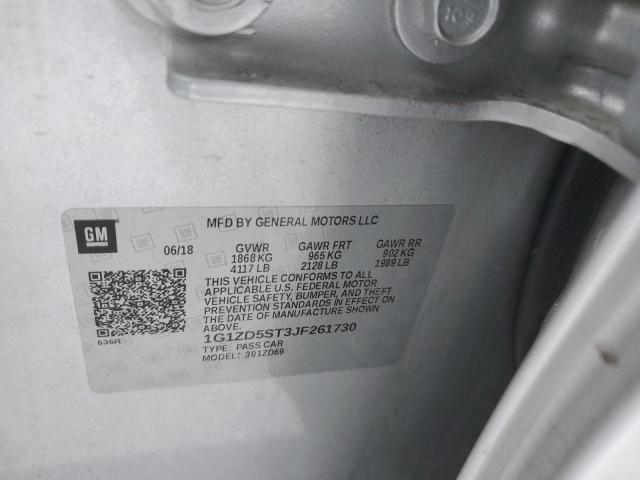 109
GM
MFD BY GENERAL MOTORS LLC
06/18 GVWR GAWR FRT GAWR RR
1868 KG 965 KG 902 KG
4117 LB 2128 LB 1989 LB
THIS VEHICLE CONFORMS TO ALL
APPLICABLE U.S. FEDERAL MOTOR
VEHICLE SAFETY, BUMPER, AND THEFT
PREVENTION STANDARDS IN EFFECT ON
THE DATE OF MANUFACTURE SHOWN
ABOVE.
1G1ZD5ST3JF261730
TYPE: PASS CAR
MODEL: 301ZD69
636R